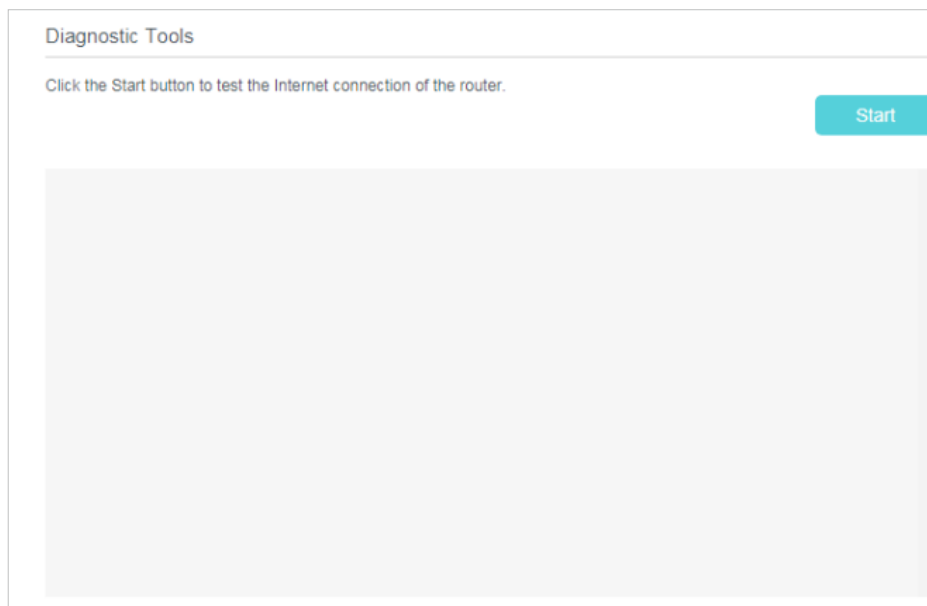 Diagnostic Tools
Click the Start button to test the Internet connection of the router.
Start